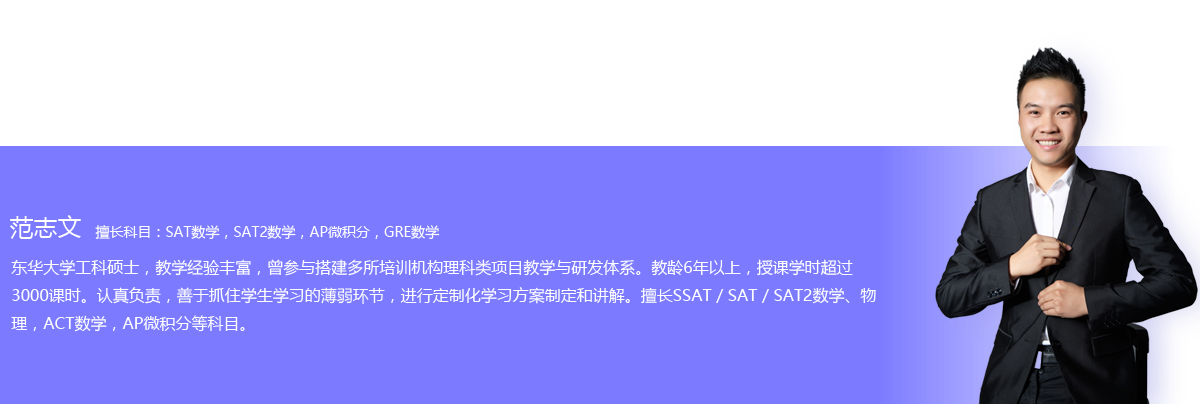 范志文 擅长科目：SAT数学，SAT2数学，AP微积分，GRE数学
东华大学工科硕士，教学经验丰富，曾参与搭建多所培训机构理科类项目教学与研发体系。教龄6年以上，授课学时超过
3000课时。认真负责，善于抓住学生学习的薄弱环节，进行定制化学习方案制定和讲解。擅长SSAT / SAT / SAT2数学、物
理，ACT数学，AP微积分等科目。